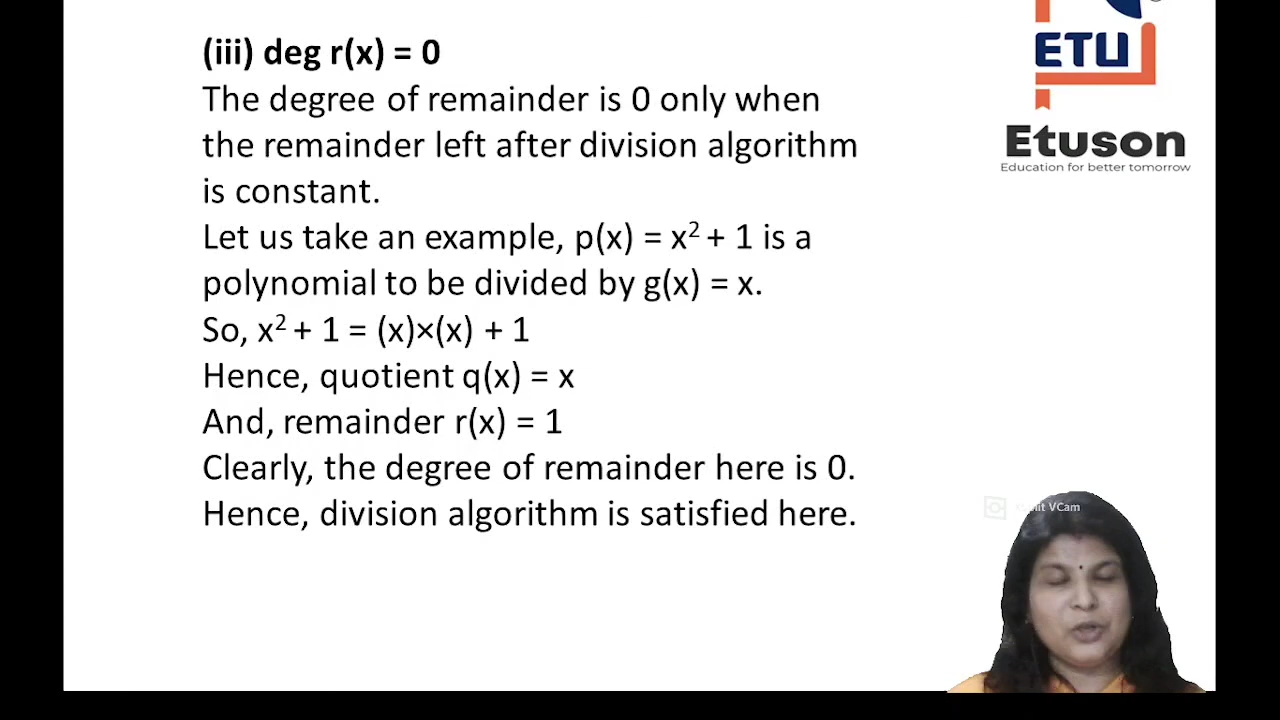 (iii) deg r(x) = 0
The degree of remainder is 0 only when
the remainder left after division algorithm
is constant.
Let us take an example, p(x) = x² + 1 is a
polynomial to be divided by g(x) = x.
So, x² + 1 = (x)×(x) + 1
Hence, quotient q(x) = x
And, remainder r(x) = 1
Clearly, the degree of remainder here is 0.
Hence, division algorithm is satisfied here.
ETU
Etuson
Education for better tomorrow
VCam